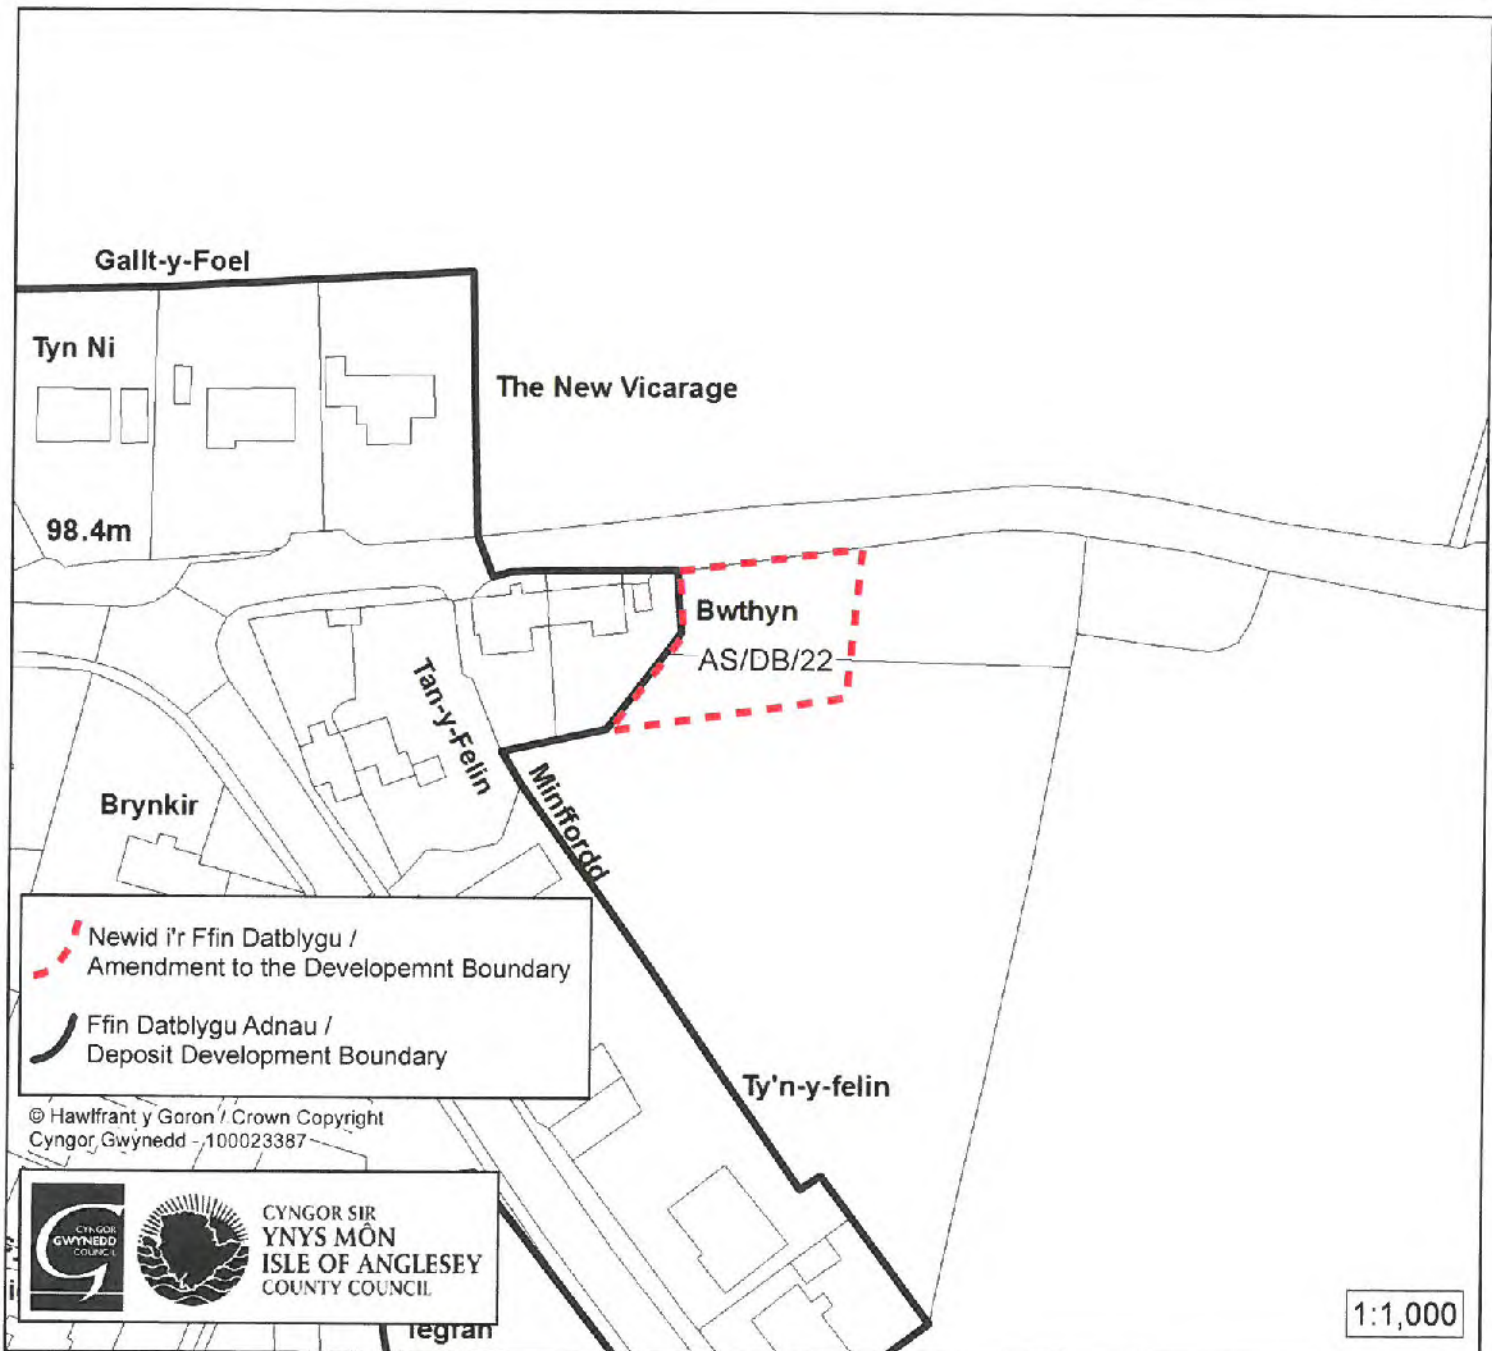 Gallt-y-Foel
Tyn Ni
The New Vicarage
98.4m
Bwthyn
AS/DB/22
Tan-y-Felin
Minffordd
Brynkir
Newid i'r Ffin Datblygu /
Amendment to the Developemnt Boundary
Ffin Datblygu Adnau /
Deposit Development Boundary
Ty'n-y-felin
© Hawlfraint y Goron / Crown Copyright
Cyngor Gwynedd - 100023387
CYNGOR
GWYNEDD
COUNCIL
CYNGOR SIR
YNYS MÔN
ISLE OF ANGLESEY
COUNTY COUNCIL
Tegfan
1:1,000